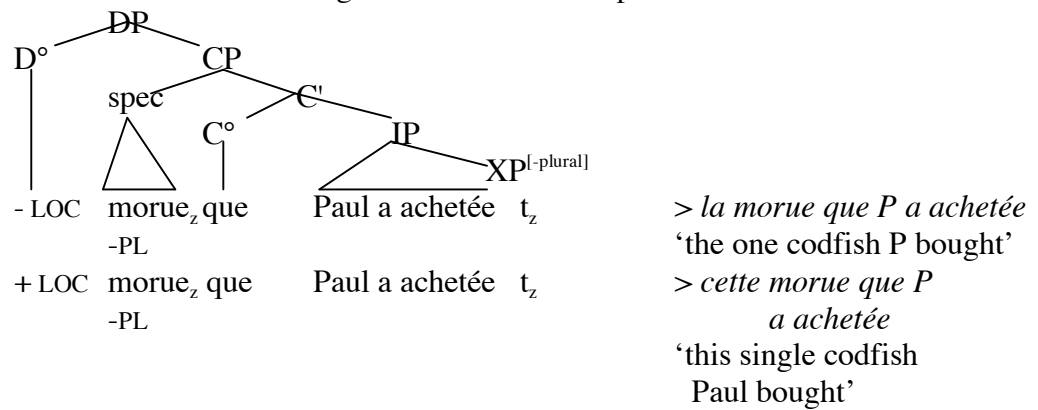 DP
D° CP
spec C'
C° IP
XP[-plural]
- LOC morue_z que Paul a achetée t_z > la morue que P a achetée
-PL ‘the one codfish P bought’
+ LOC morue_z que Paul a achetée t_z > cette morue que P
-PL a achetée
‘this single codfish
Paul bought’